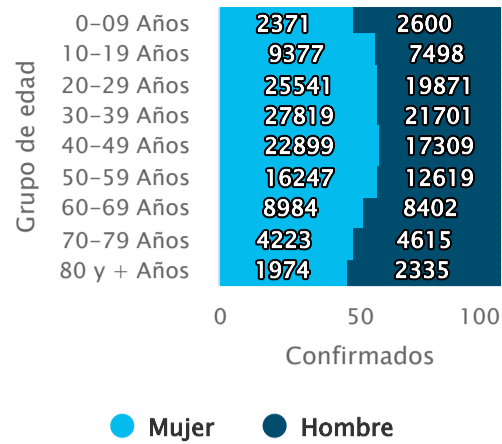 Grupo de edad
0-09 Años 2371 2600
10-19 Años 9377 7498
20-29 Años 25541 19871
30-39 Años 27819 21701
40-49 Años 22899 17309
50-59 Años 16247 12619
60-69 Años 8984 8402
70-79 Años 4223 4615
80 y + Años 1974 2335
0 50 100
Confirmados
Mujer Hombre